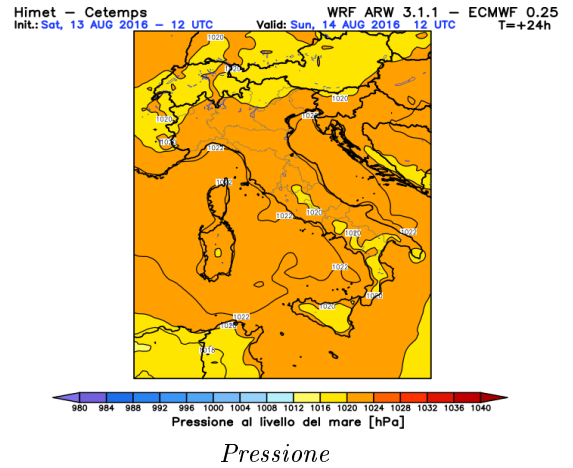 Himet – Cetemps WRF ARW 3.1.1 – ECMWF 0.25
Init.: Sat, 13 AUG 2016 – 12 UTC Valid: Sun, 14 AUG 2016 12 UTC T=+24h
1020
1020
1020
1022
1022
1022
1020
1022
1020
1022
1020
1020
1022
1020
980 984 988 992 996 1000 1004 1008 1012 1016 1020 1024 1028 1032 1036 1040
Pressione al livello del mare [hPa]
Pressione